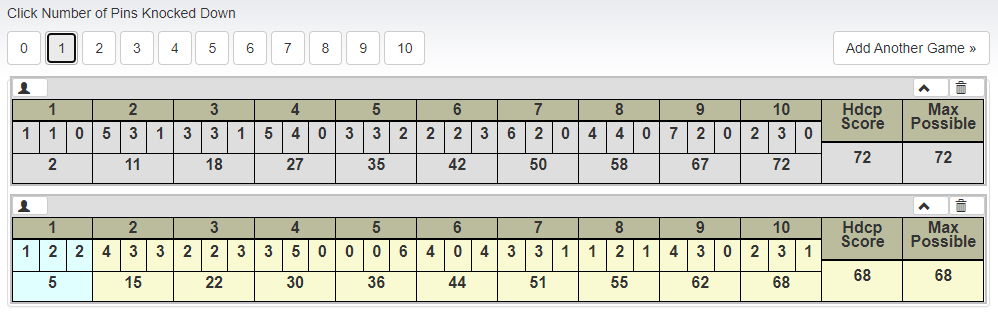 Click Number of Pins Knocked Down
0 1 2 3 4 5 6 7 8 9 10 Add Another Game »
1 2 3 4 5 6 7 8 9 10 Hdcp Score Max Possible
1 1 0 5 3 1 3 3 1 5 4 0 3 3 2 2 2 3 6 2 0 4 4 0 7 2 0 2 3 0
2 11 18 27 35 42 50 58 67 72 72 72
1 2 3 4 5 6 7 8 9 10 Hdcp Score Max Possible
1 2 2 4 3 3 2 2 3 3 5 0 0 0 6 4 0 4 3 3 1 1 2 1 4 3 0 2 3 1
5 15 22 30 36 44 51 55 62 68 68 68